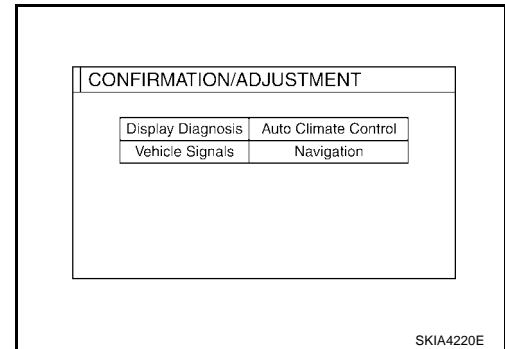 CONFIRMATION/ADJUSTMENT
Display Diagnosis Auto Climate Control
Vehicle Signals Navigation
SKIA4220E